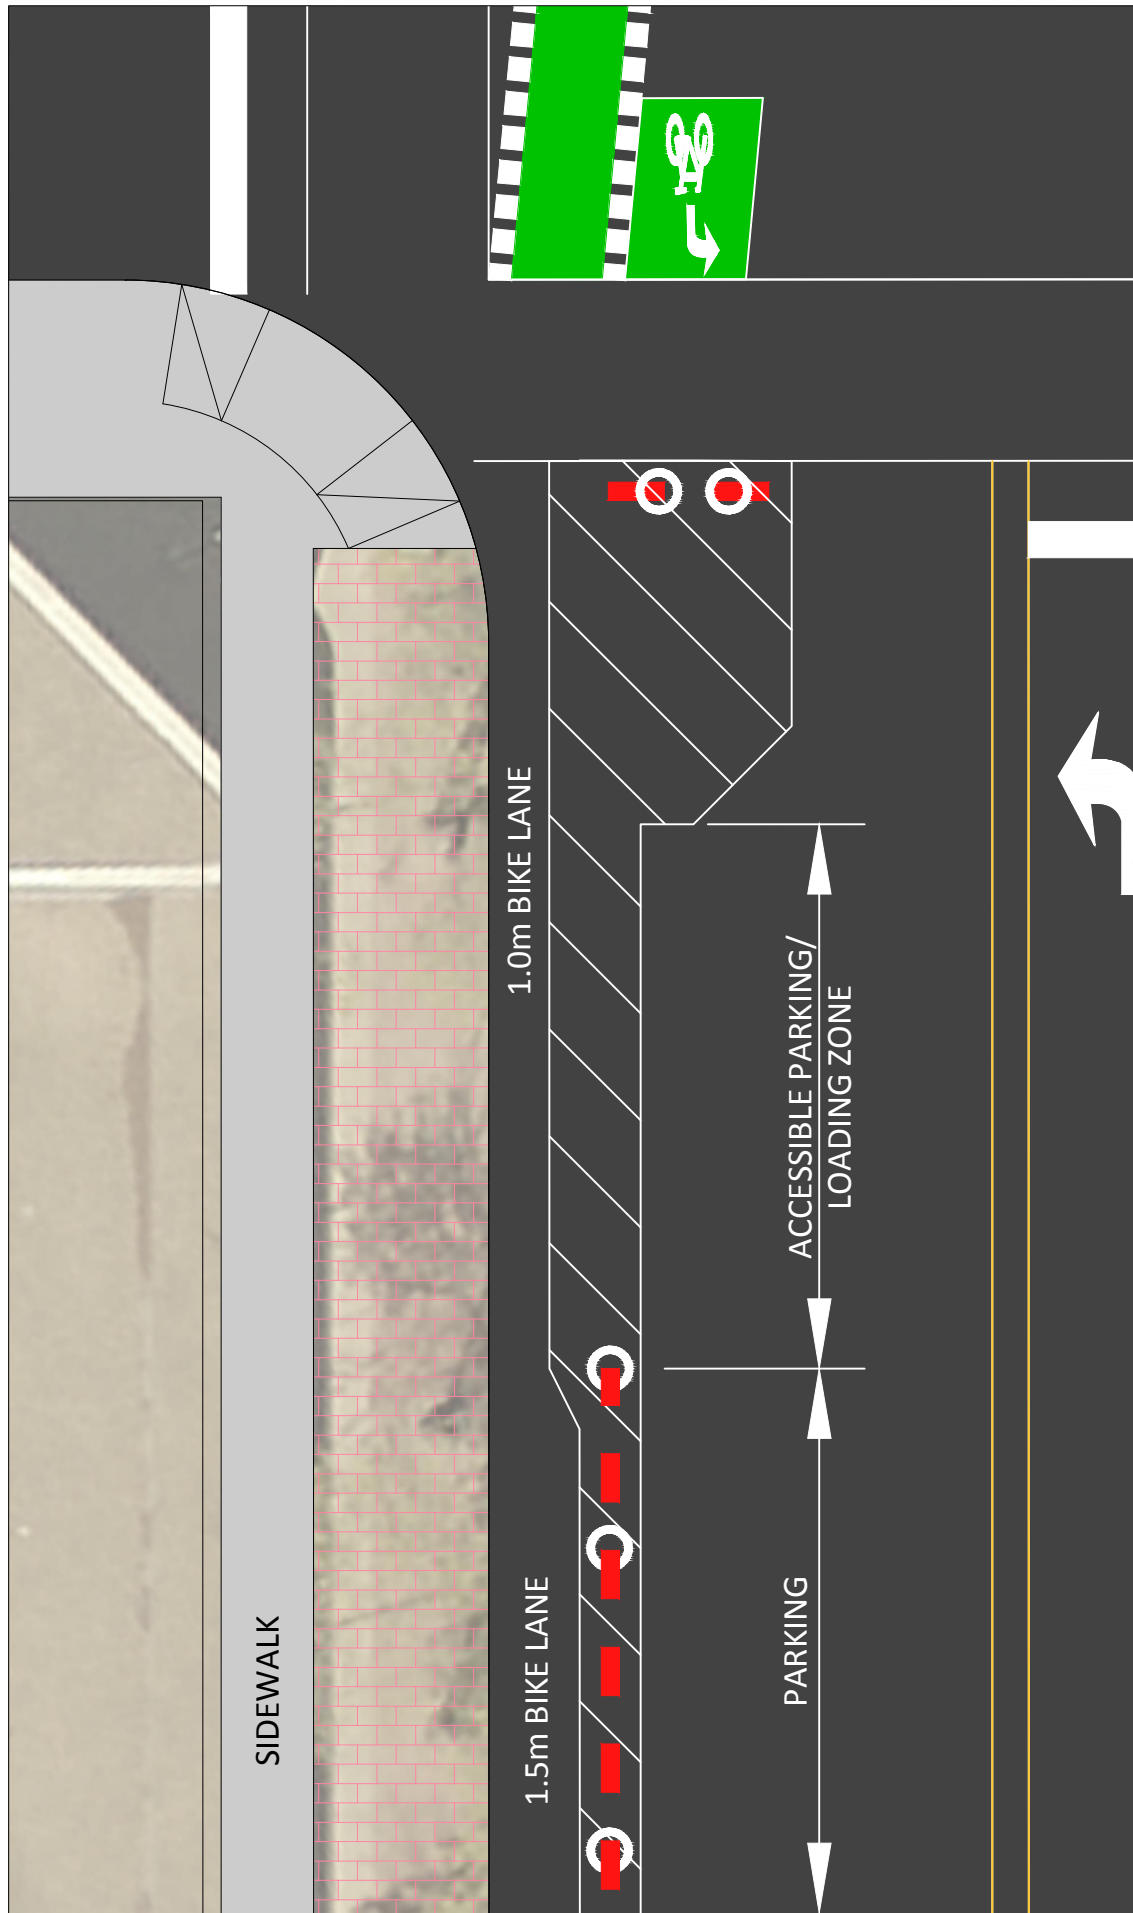 1.0m BIKE LANE
ACCESSIBLE PARKING/
LOADING ZONE
SIDEWALK
1.5m BIKE LANE
PARKING